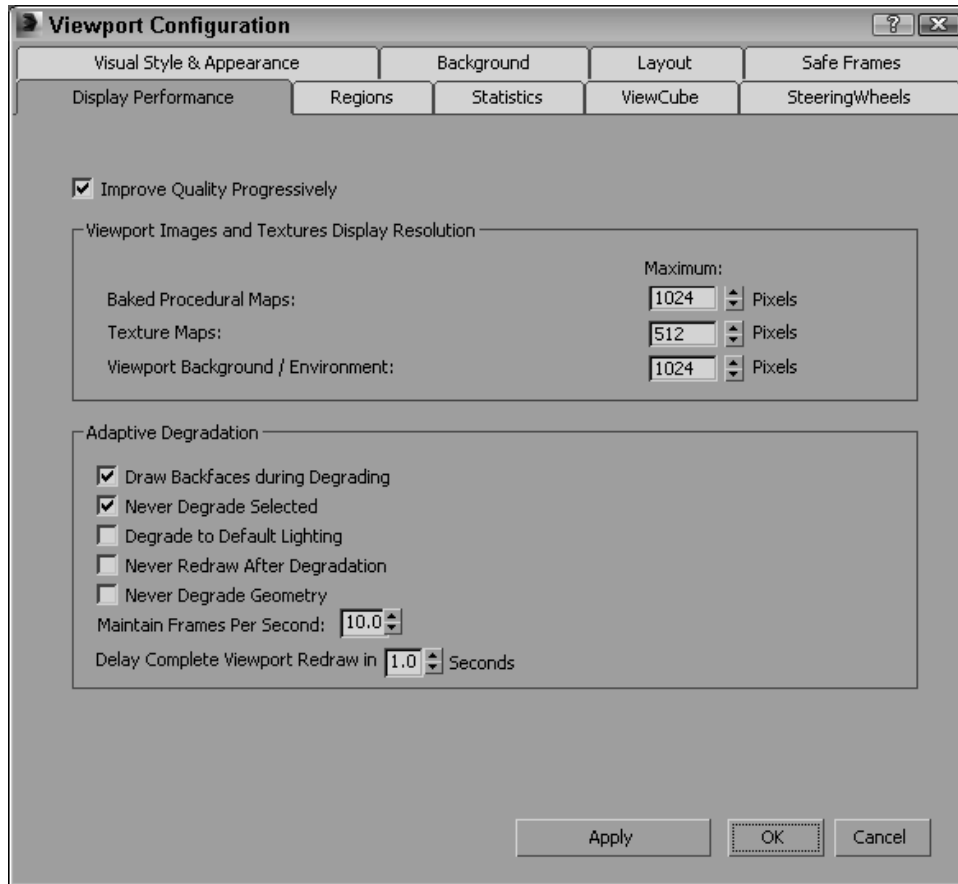 Viewport Configuration
Visual Style & Appearance Background Layout Safe Frames
Display Performance Regions Statistics ViewCube SteeringWheels
Improve Quality Progressively
Viewport Images and Textures Display Resolution
Maximum:
Baked Procedural Maps: 1024 Pixels
Texture Maps: 512 Pixels
Viewport Background / Environment: 1024 Pixels
Adaptive Degradation
Draw Backfaces during Degrading
Never Degrade Selected
Degrade to Default Lighting
Never Redraw After Degradation
Never Degrade Geometry
Maintain Frames Per Second: 10.0
Delay Complete Viewport Redraw in 1.0 Seconds
Apply OK Cancel